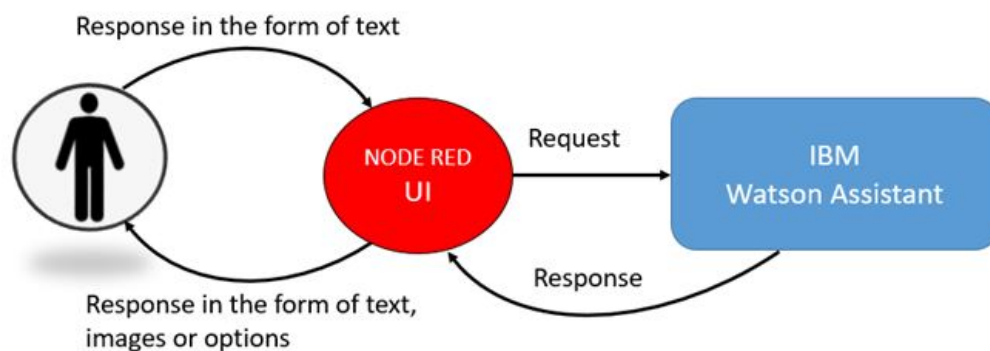 Response in the form of text
NODE RED
UI
Request
IBM
Watson Assistant
Response
Response in the form of text,
images or options